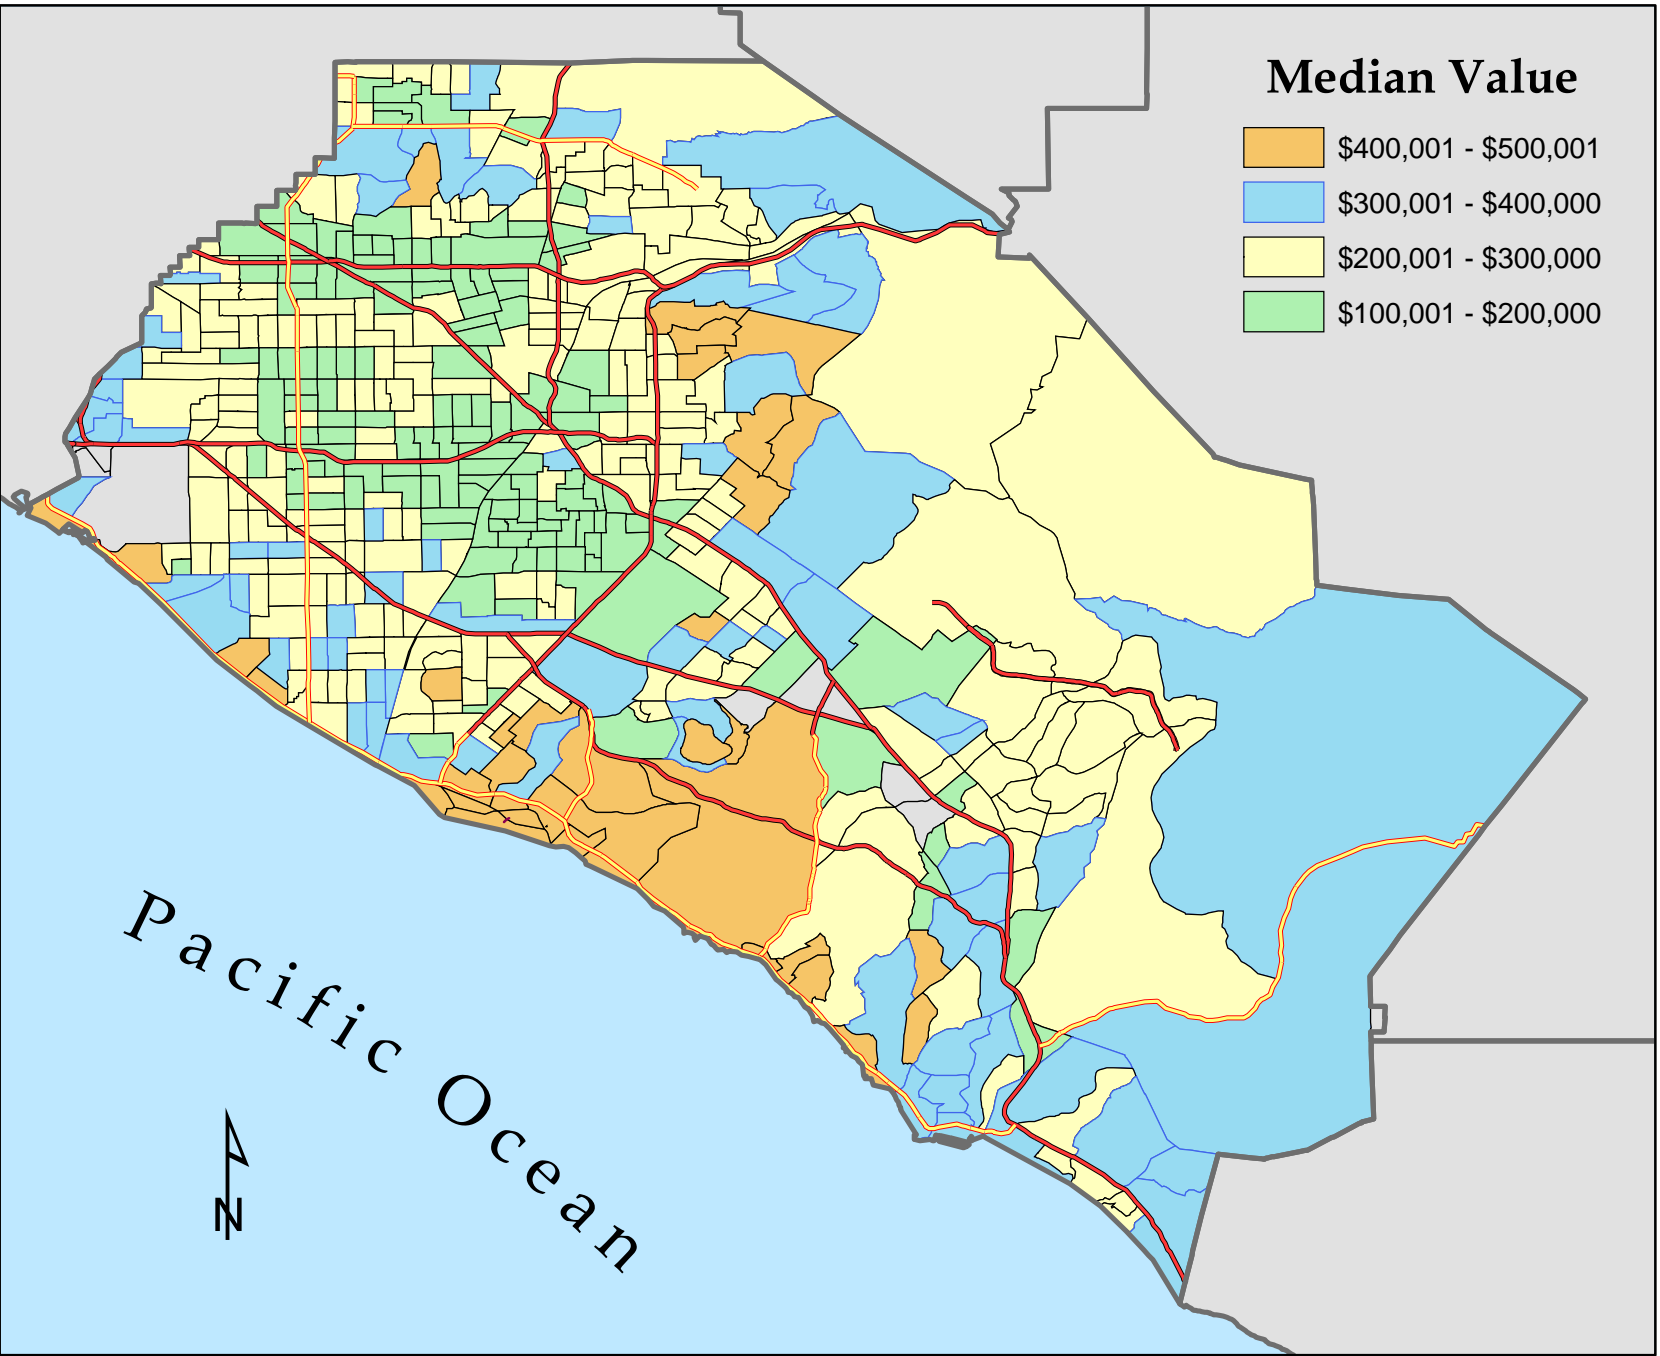 Median Value
$400,001 - $500,001
$300,001 - $400,000
$200,001 - $300,000
$100,001 - $200,000
Pacific Ocean
N